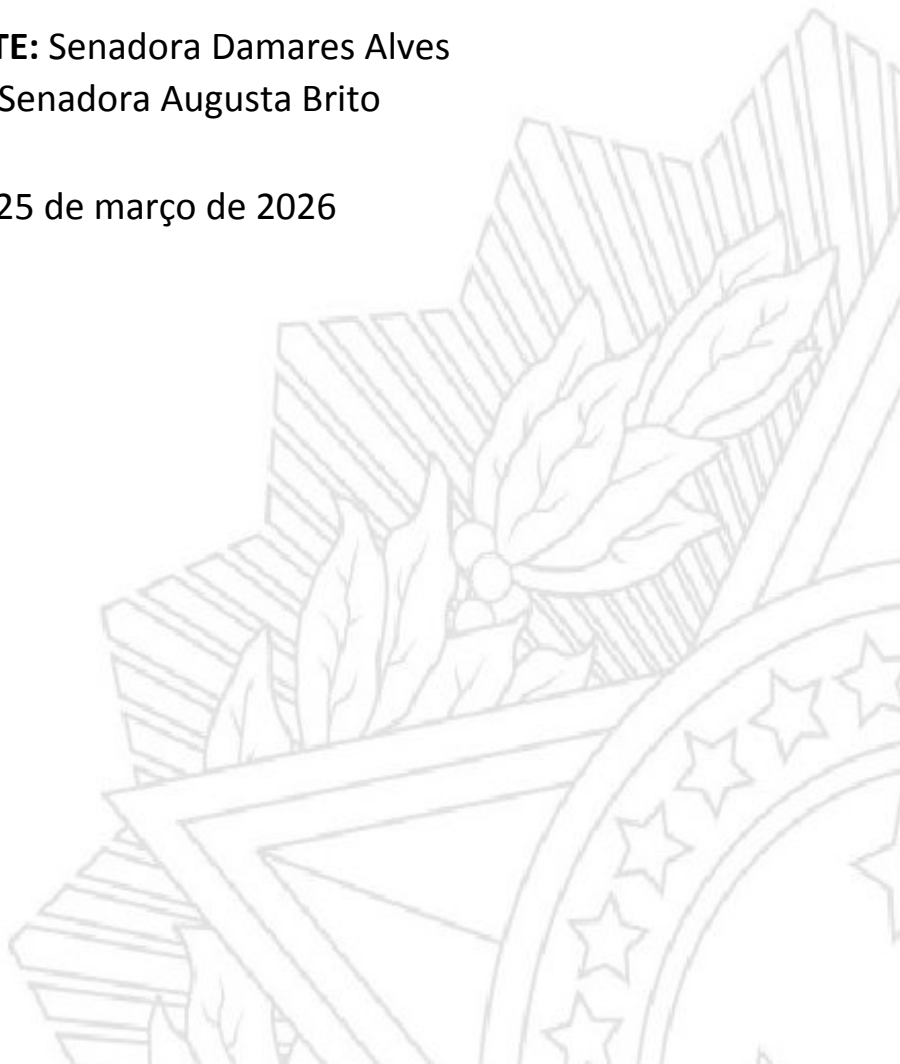 TE: Senadora Damares Alves
Senadora Augusta Brito
25 de março de 2026